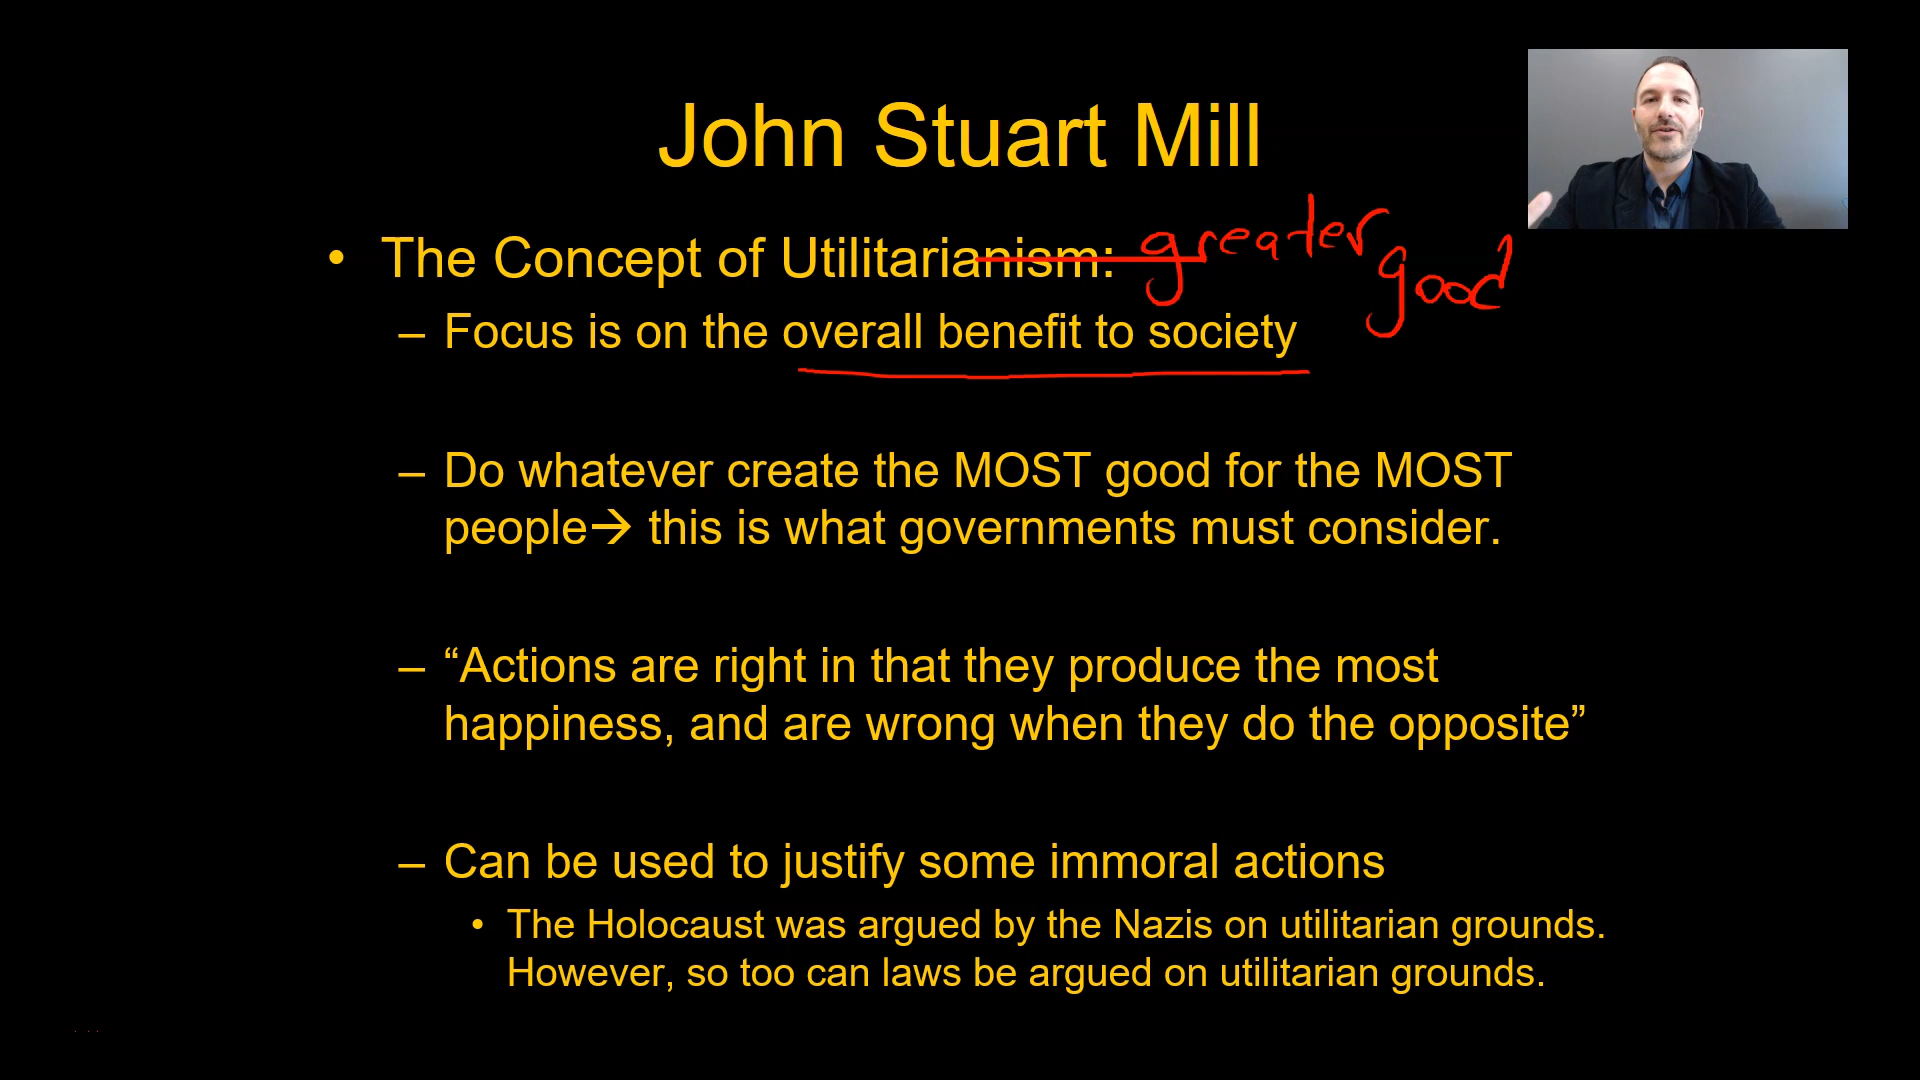 John Stuart Mill
• The Concept of Utilitarianism: greater good
– Focus is on the overall benefit to society
– Do whatever create the MOST good for the MOST
people→ this is what governments must consider.
– “Actions are right in that they produce the most
happiness, and are wrong when they do the opposite”
– Can be used to justify some immoral actions
• The Holocaust was argued by the Nazis on utilitarian grounds.
However, so too can laws be argued on utilitarian grounds.